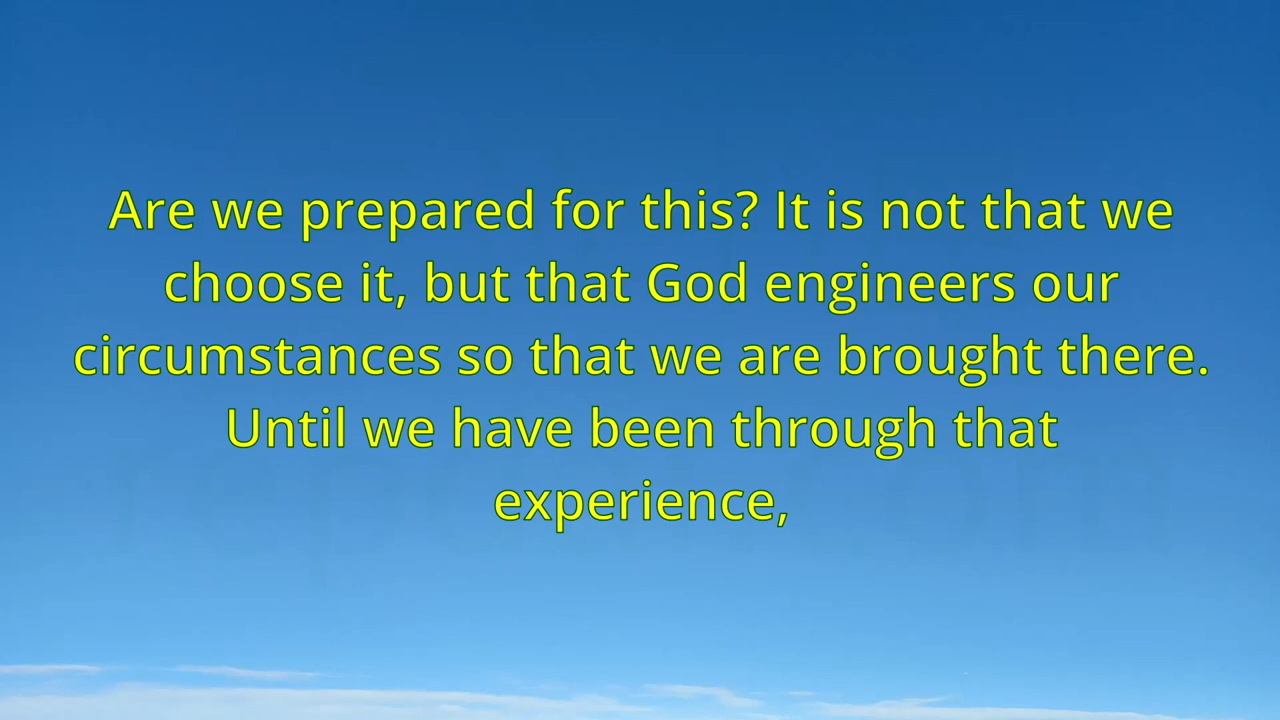 Are we prepared for this? It is not that we
choose it, but that God engineers our
circumstances so that we are brought there.
Until we have been through that
experience,